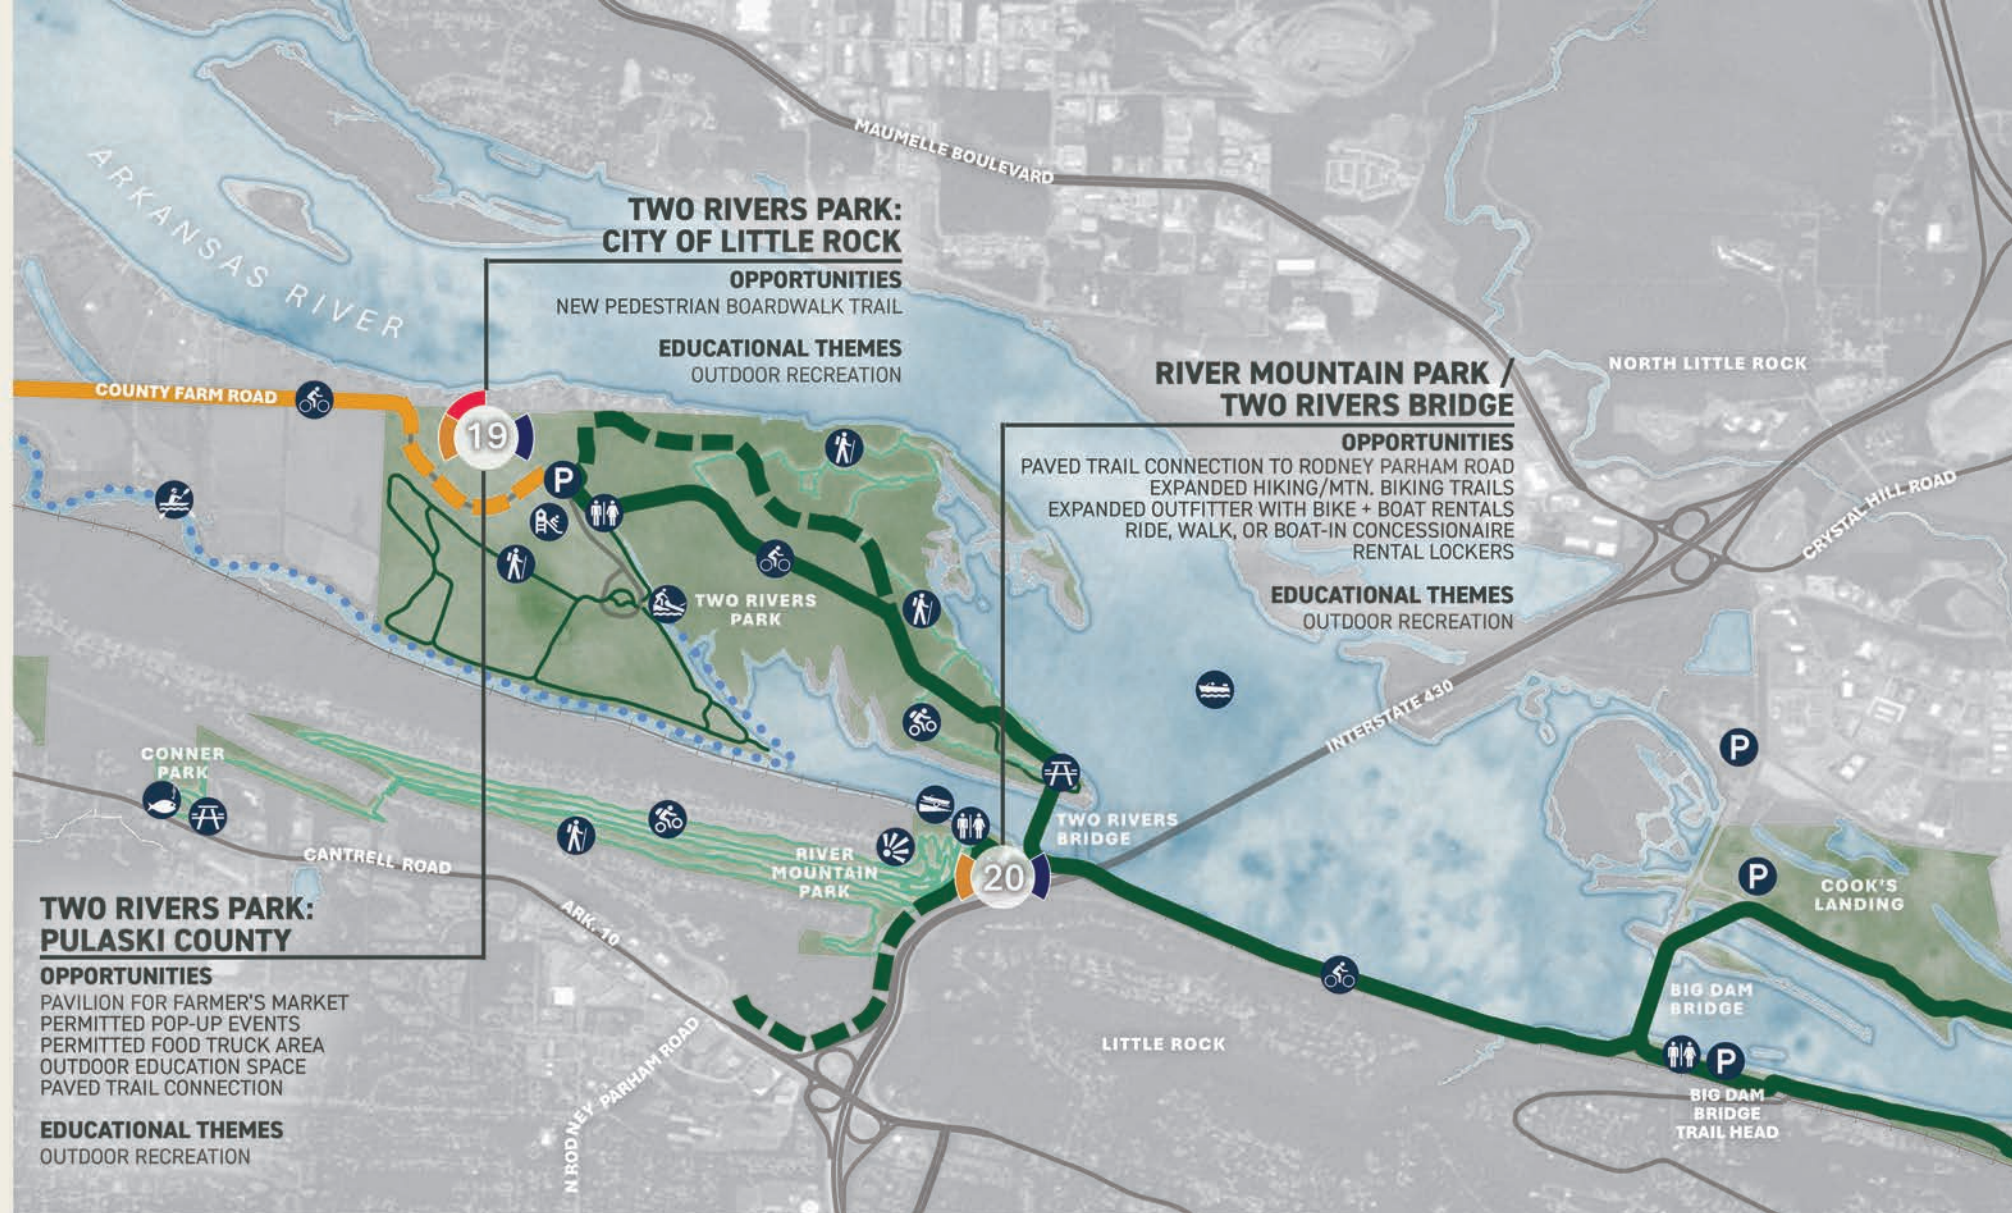 MAUMELLE BOULEVARD
ARKANSAS RIVER
TWO RIVERS PARK:
CITY OF LITTLE ROCK
OPPORTUNITIES
NEW PEDESTRIAN BOARDWALK TRAIL
EDUCATIONAL THEMES
OUTDOOR RECREATION
RIVER MOUNTAIN PARK /
TWO RIVERS BRIDGE
OPPORTUNITIES
PAVED TRAIL CONNECTION TO RODNEY PARHAM ROAD
EXPANDED HIKING/MTN. BIKING TRAILS
EXPANDED OUTFITTER WITH BIKE + BOAT RENTALS
RIDE, WALK, OR BOAT-IN CONCESSIONAIRE
RENTAL LOCKERS
EDUCATIONAL THEMES
OUTDOOR RECREATION
NORTH LITTLE ROCK
CRYSTAL HILL ROAD
COUNTY FARM ROAD
19
P
TWO RIVERS
PARK
INTERSTATE 430
P
CONNER
PARK
TWO RIVERS
BRIDGE
CANTRELL ROAD
RIVER
MOUNTAIN
PARK
20
P
COOK'S
LANDING
ARK. 10
TWO RIVERS PARK:
PULASKI COUNTY
OPPORTUNITIES
PAVILION FOR FARMER'S MARKET
PERMITTED POP-UP EVENTS
PERMITTED FOOD TRUCK AREA
OUTDOOR EDUCATION SPACE
PAVED TRAIL CONNECTION
EDUCATIONAL THEMES
OUTDOOR RECREATION
N RODNEY PARHAM ROAD
LITTLE ROCK
BIG DAM
BRIDGE
P
BIG DAM
BRIDGE
TRAIL HEAD